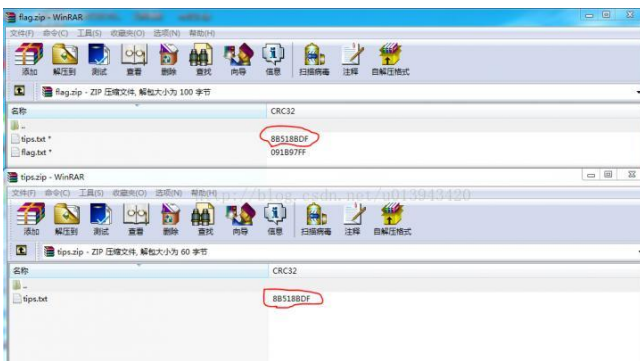 flag.zip - WinRAR
文件(F) 命令(C) 工具(S) 收藏夹(O) 选项(N) 帮助(H)
添加 解压到 测试 查看 删除 查找 向导 信息 扫描病毒 注释 自解压格式
flag.zip - ZIP 压缩文件, 解包大小为 100 字节
名称 CRC32
..
tips.txt * 8B518BDF
flag.txt * 091B97FF
tips.zip - WinRAR
文件(F) 命令(C) 工具(S) 收藏夹(O) 选项(N) 帮助(H)
http://blog.csdn.net/u013943420
添加 解压到 测试 查看 删除 查找 向导 信息 扫描病毒 注释 自解压格式
tips.zip - ZIP 压缩文件, 解包大小为 60 字节
名称 CRC32
..
tips.txt 8B518BDF